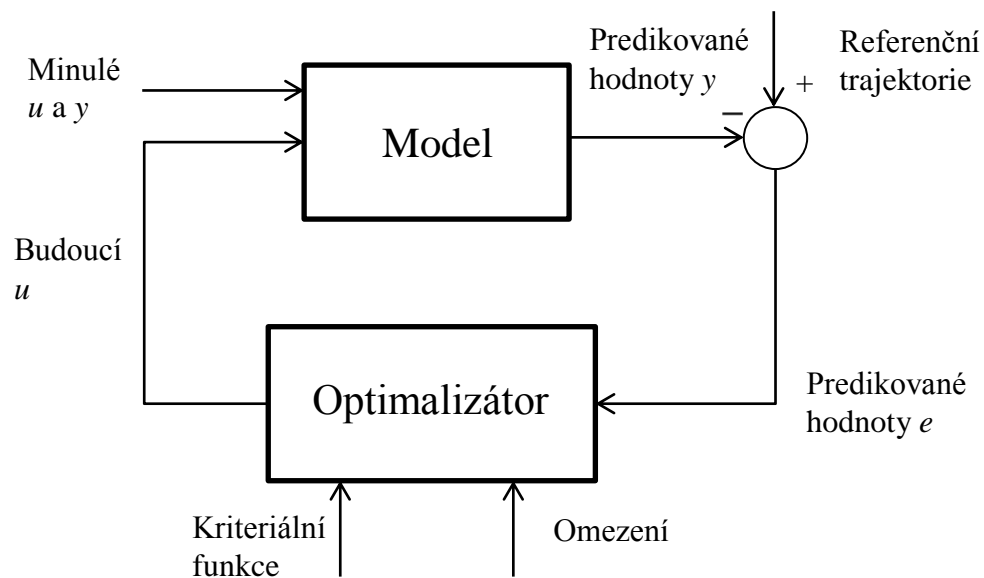 Minulé
u a y
Predikované
hodnoty y
Referenční
trajektorie
+
−
Model
Budoucí
u
Optimalizátor
Predikované
hodnoty e
Kriteriální
funkce
Omezení